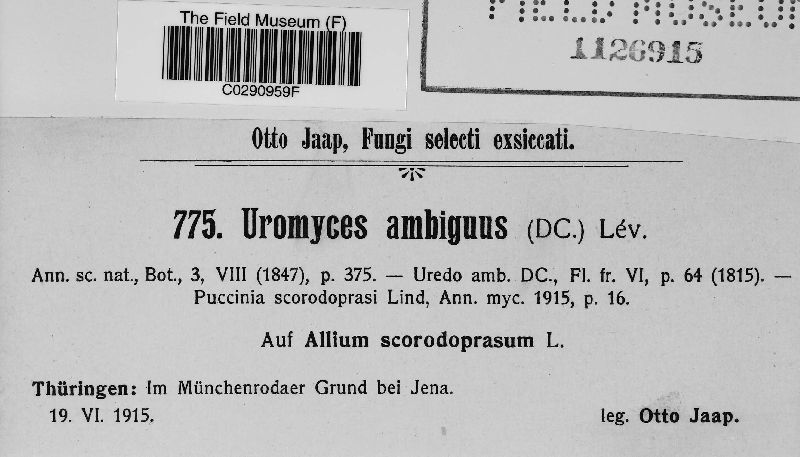 The Field Museum (F)
C0290959F
FIELD MUSEUM
1126915
Otto Jaap, Fungi selecti exsiccati.
775. Uromyces ambiguus (DC.) Lév.
Ann. sc. nat., Bot., 3, VIII (1847), p. 375. — Uredo amb. DC., Fl. fr. VI, p. 64 (1815). —
Puccinia scorodoprasi Lind, Ann. myc. 1915, p. 16.
Auf Allium scorodoprasum L.
Thüringen: Im Münchenrodaer Grund bei Jena.
19. VI. 1915.
leg. Otto Jaap.